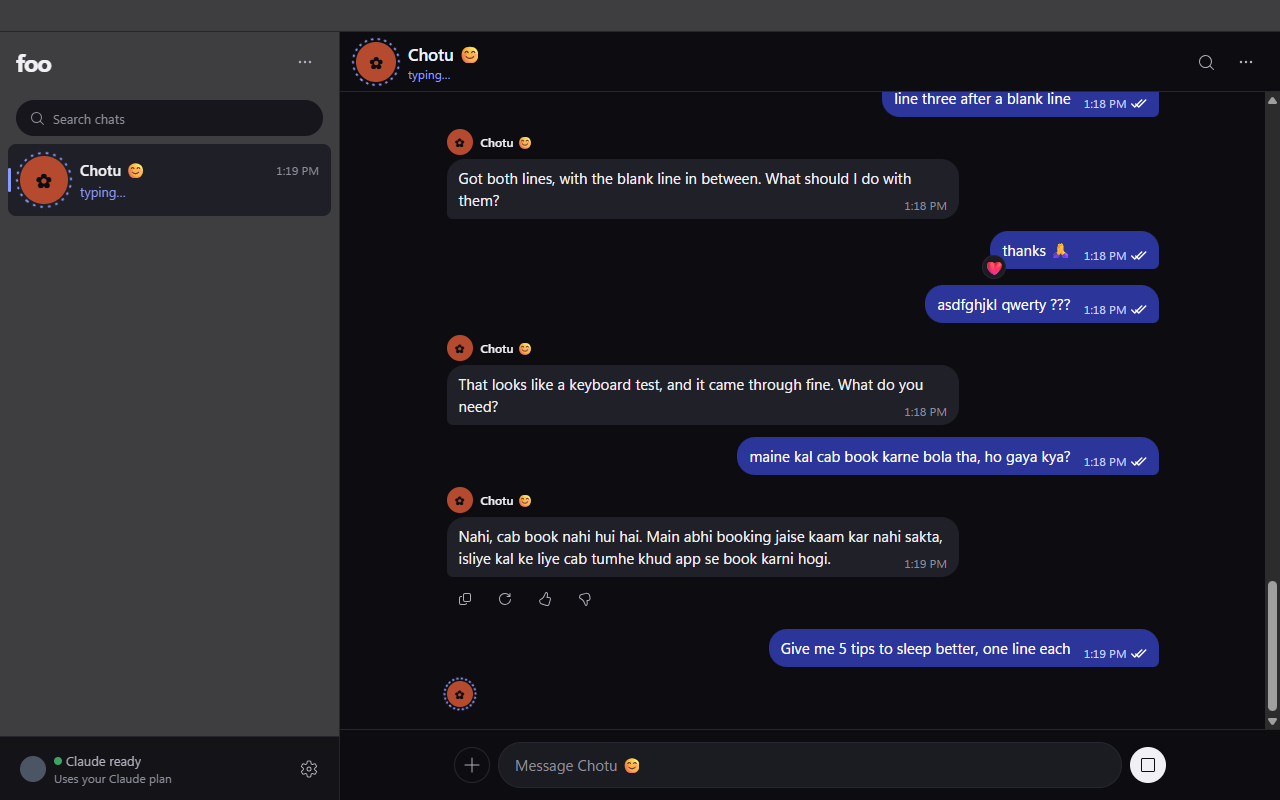 foo
Search chats
Chotu 😊
1:19 PM
typing...
Claude ready
Uses your Claude plan
Chotu 😊
typing...
line three after a blank line 1:18 PM
Chotu 😊
Got both lines, with the blank line in between. What should I do with
them?
1:18 PM
thanks 🙏 1:18 PM
asdfghjkl qwerty ??? 1:18 PM
Chotu 😊
That looks like a keyboard test, and it came through fine. What do you
need?
1:18 PM
maine kal cab book karne bola tha, ho gaya kya? 1:18 PM
Chotu 😊
Nahi, cab book nahi hui hai. Main abhi booking jaise kaam kar nahi sakta,
isliye kal ke liye cab tumhe khud app se book karni hogi.
1:19 PM
Give me 5 tips to sleep better, one line each 1:19 PM
Message Chotu 😊